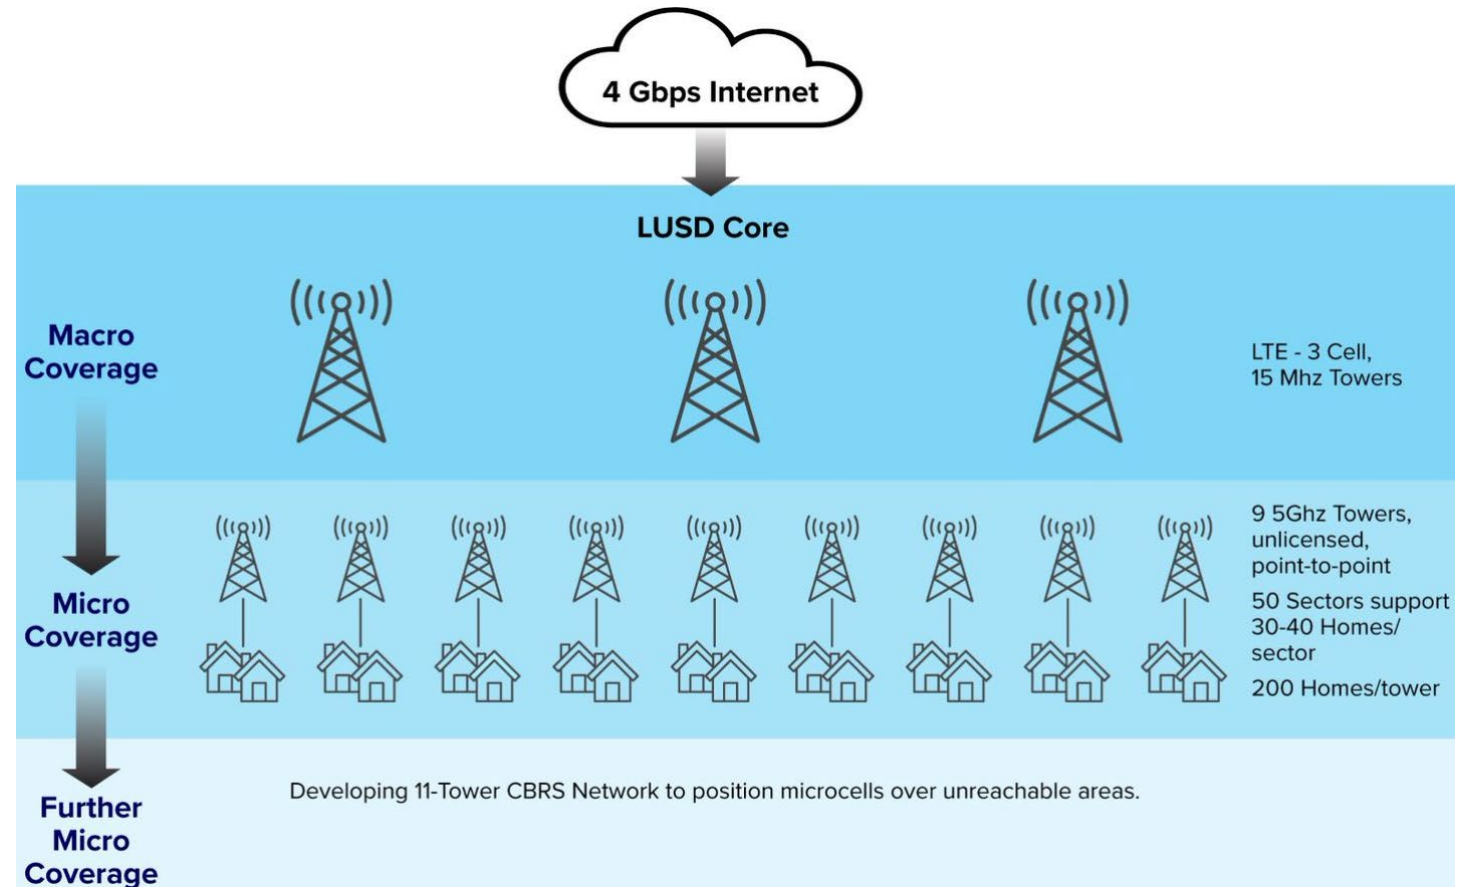 4 Gbps Internet
LUSD Core
Macro
Coverage
LTE - 3 Cell,
15 Mhz Towers
Micro
Coverage
9 5Ghz Towers,
unlicensed,
point-to-point
50 Sectors support
30-40 Homes/
sector
200 Homes/tower
Further
Micro
Coverage
Developing 11-Tower CBRS Network to position microcells over unreachable areas.